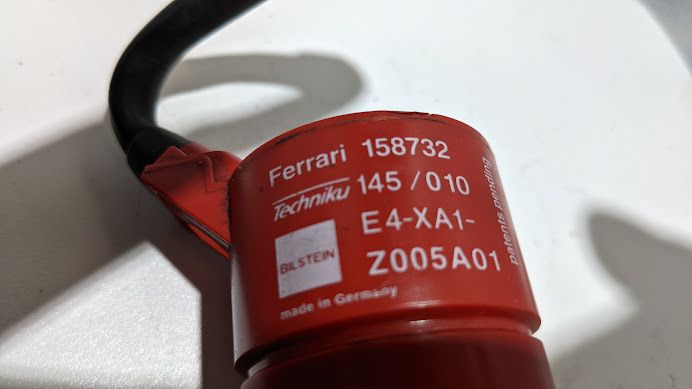 Ferrari 158732
Techniku 145/010
E4-XA1-
Z005A01
BILSTEIN
made in Germany
patents pending